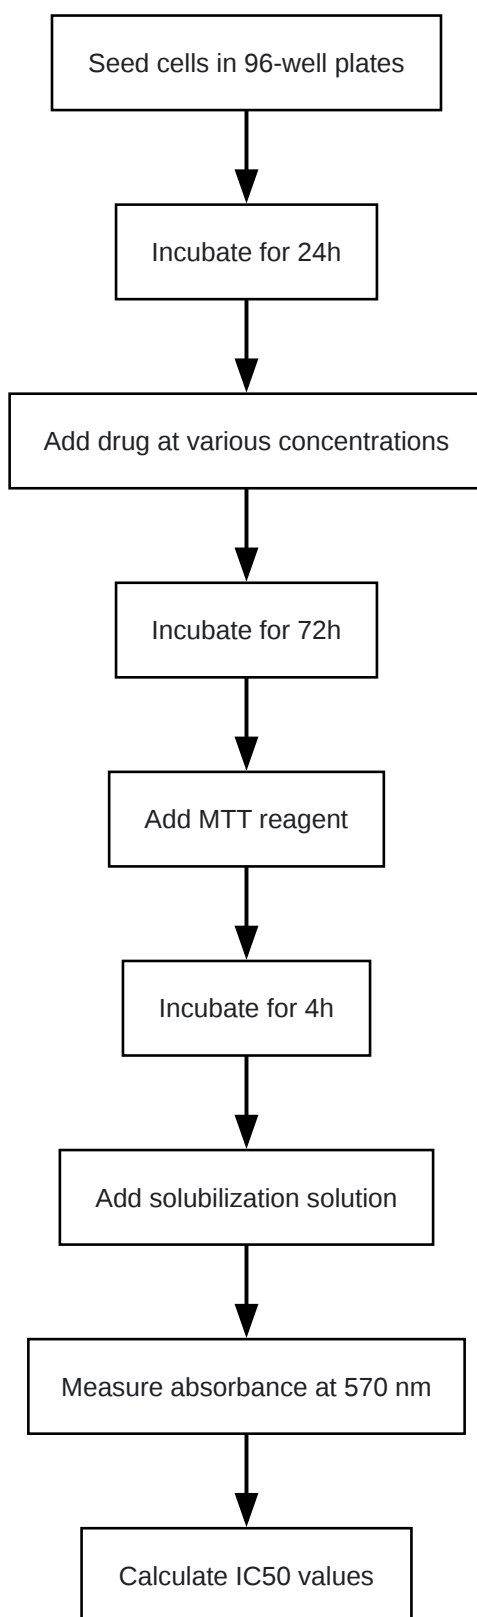 Seed cells in 96-well plates
Incubate for 24h
Add drug at various concentrations
Incubate for 72h
Add MTT reagent
Incubate for 4h
Add solubilization solution
Measure absorbance at 570 nm
Calculate IC50 values